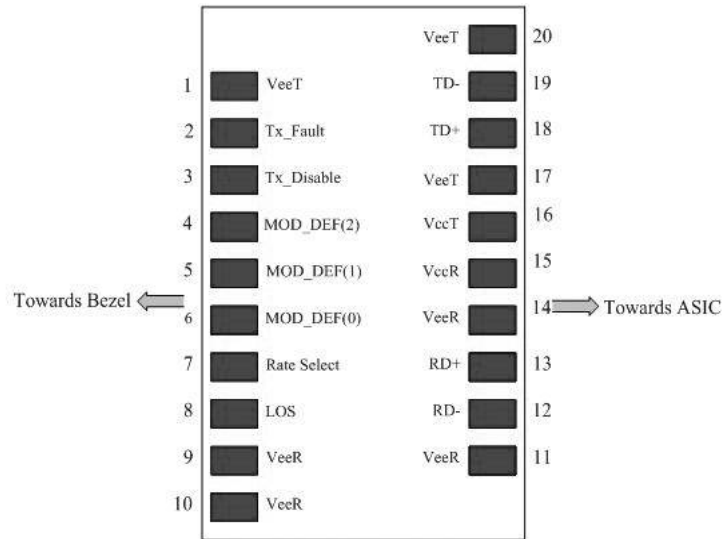 VeeT 20
1 VeeT TD- 19
2 Tx_Fault TD+ 18
3 Tx_Disable VeeT 17
4 MOD_DEF(2) VccT 16
5 MOD_DEF(1) VccR 15
Towards Bezel 14 Towards ASIC
6 MOD_DEF(0) VeeR
7 Rate Select RD+ 13
8 LOS RD- 12
9 VeeR VeeR 11
10 VeeR